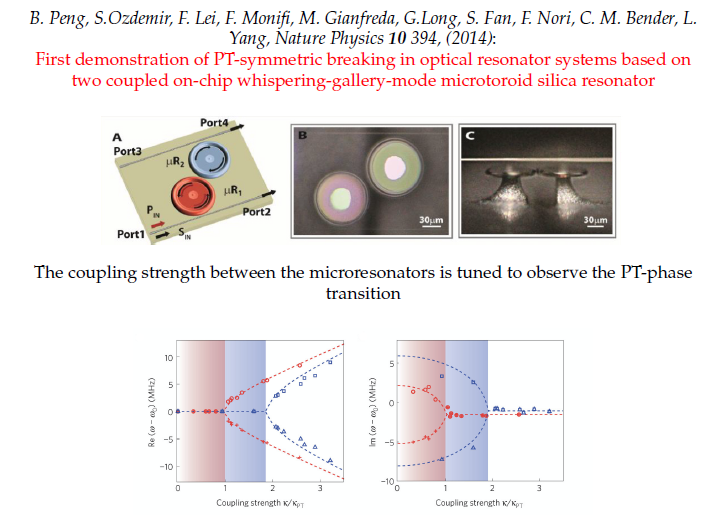 B. Peng, S.Ozdemir, F. Lei, F. Monifi, M. Gianfreda, G.Long, S. Fan, F. Nori, C. M. Bender, L.
Yang, Nature Physics 10 394, (2014):
First demonstration of PT-symmetric breaking in optical resonator systems based on
two coupled on-chip whispering-gallery-mode microtoroid silica resonator
A
Port4
Port3
μR2
μR1
PIN
Port2
Port1
SIN
B
30μm
C
30μm
The coupling strength between the microresonators is tuned to observe the PT-phase
transition
Re (ω − ω0) (MHz)
10
5
0
−5
−10
0 1 2 3
Coupling strength κ/κPT
Im (ω − ω0) (MHz)
5
0
−5
−10
0 1 2 3
Coupling strength κ/κPT